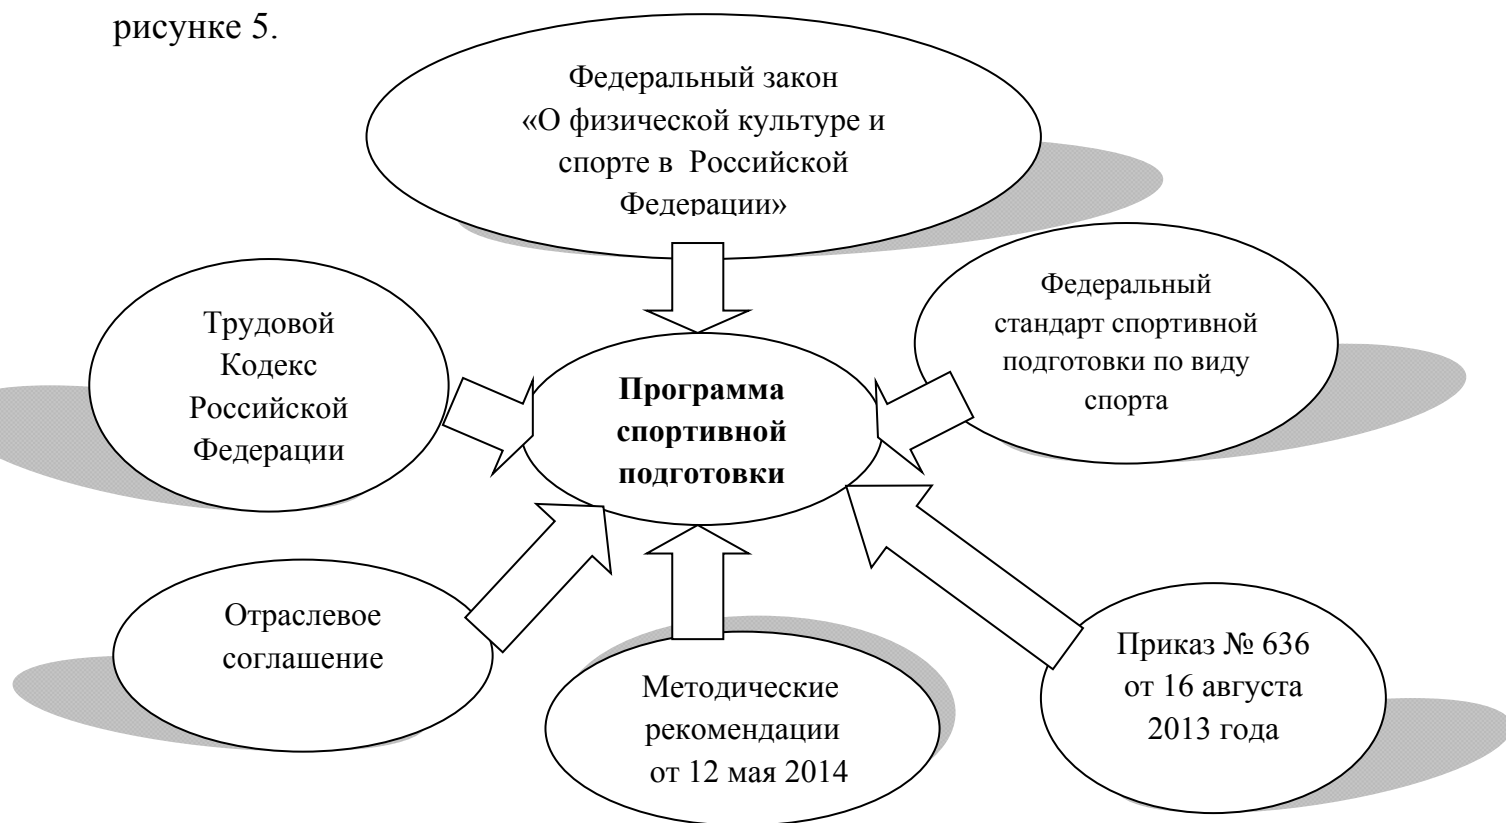 рисунке 5.
Федеральный закон
«О физической культуре и
спорте в Российской
Федерации»
Федеральный
стандарт спортивной
подготовки по виду
спорта
Трудовой
Кодекс
Российской
Федерации
Программа
спортивной
подготовки
Отраслевое
соглашение
Методические
рекомендации
от 12 мая 2014
Приказ № 636
от 16 августа
2013 года